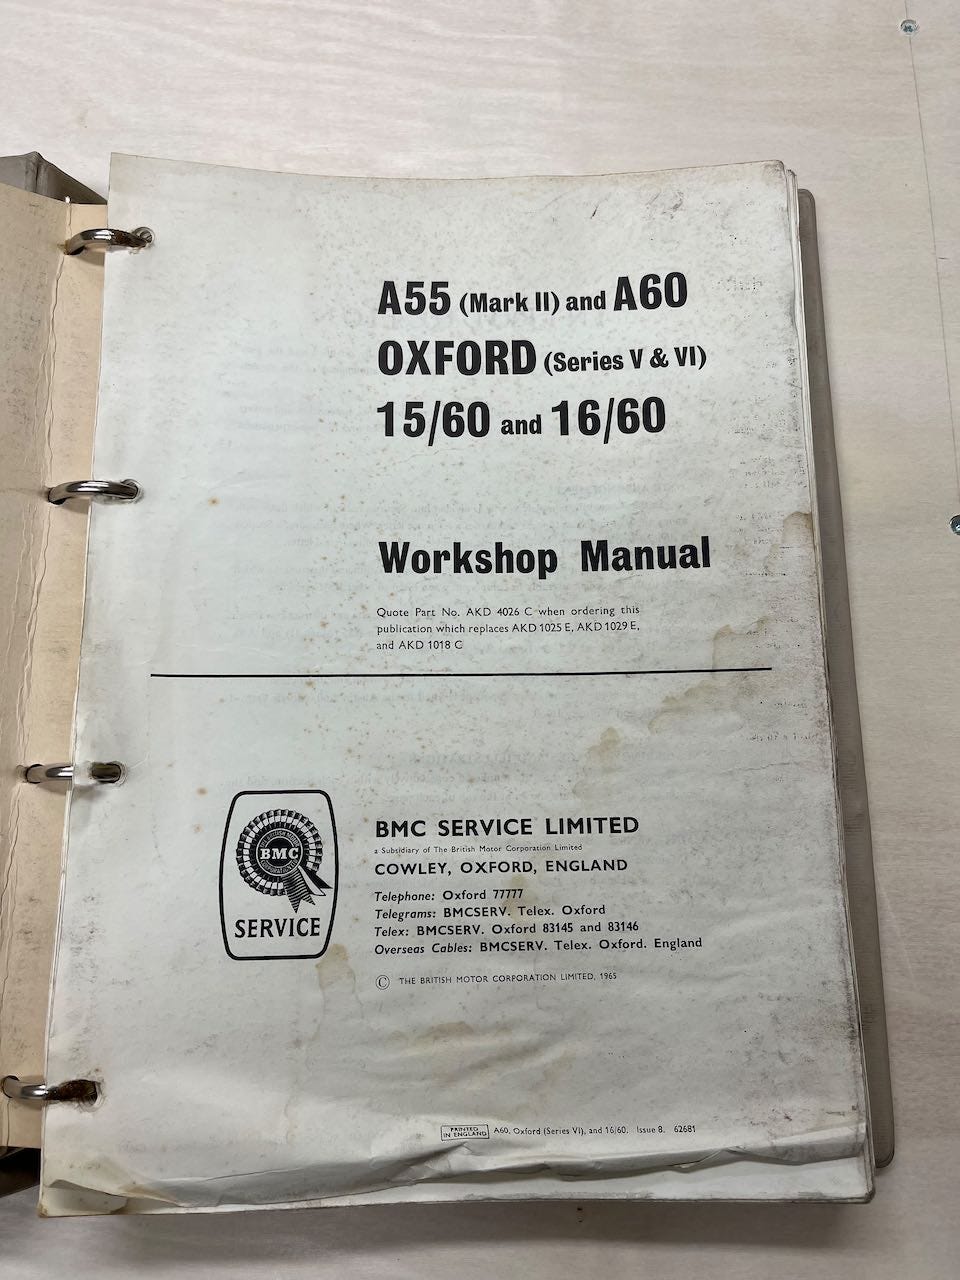 A55 (Mark II) and A60
OXFORD (Series V & VI)
15/60 and 16/60
Workshop Manual
Quote Part No. AKD 4026 C when ordering this
publication which replaces AKD 1025 E, AKD 1029 E,
and AKD 1018 C
BMC
SERVICE
BMC SERVICE LIMITED
a Subsidiary of The British Motor Corporation Limited
COWLEY, OXFORD, ENGLAND
Telephone: Oxford 77777
Telegrams: BMCSERV. Telex. Oxford
Telex: BMCSERV. Oxford 83145 and 83146
Overseas Cables: BMCSERV. Telex. Oxford. England
© THE BRITISH MOTOR CORPORATION LIMITED, 1965
PRINTED
IN ENGLAND
A60, Oxford (Series VI), and 16/60. Issue 8. 62681